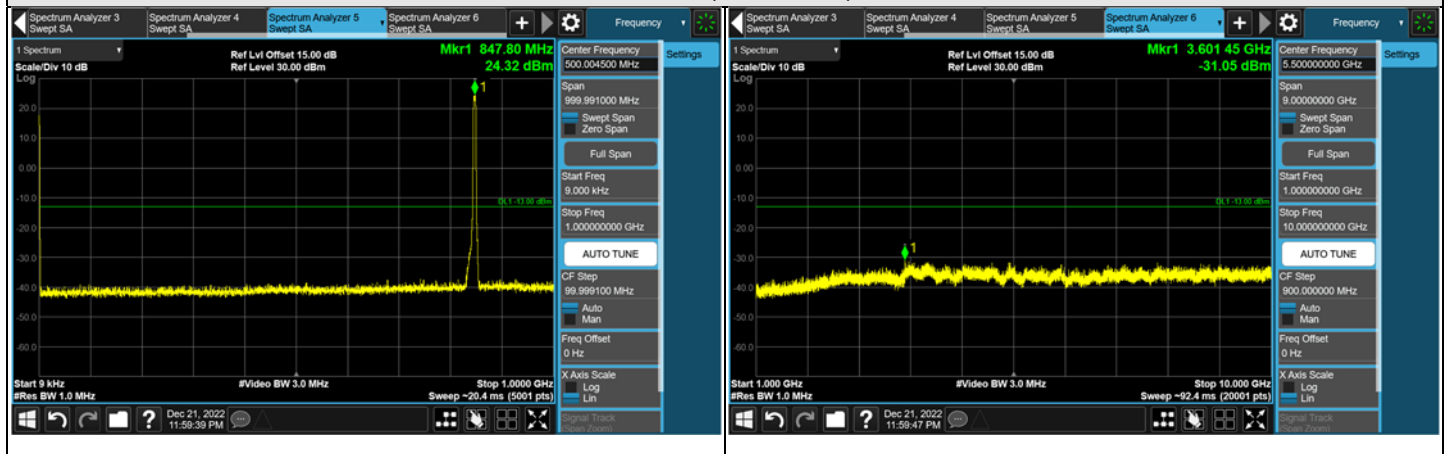 Spectrum Analyzer 3
Swept SA
Spectrum Analyzer 4
Swept SA
Spectrum Analyzer 5
Swept SA
Spectrum Analyzer 6
Swept SA
+
Frequency
1 Spectrum
Scale/Div 10 dB
Log
Ref Lvl Offset 15.00 dB
Ref Level 30.00 dBm
Mkr1 847.80 MHz
24.32 dBm
1
20.0
10.0
0.00
-10.0
-20.0
-30.0
-40.0
-50.0
-60.0
DL1 -13.00 dBm
Start 9 kHz
#Res BW 1.0 MHz
#Video BW 3.0 MHz
Stop 1.0000 GHz
Sweep ~20.4 ms (5001 pts)
Center Frequency
500.004500 MHz
Settings
Span
999.991000 MHz
Swept Span
Zero Span
Full Span
Start Freq
9.000 kHz
Stop Freq
1.000000000 GHz
AUTO TUNE
CF Step
99.999100 MHz
Auto
Man
Freq Offset
0 Hz
X Axis Scale
Log
Lin
Signal Track
(Span Zoom)
?
Dec 21, 2022
11:59:39 PM
Spectrum Analyzer 3
Swept SA
Spectrum Analyzer 4
Swept SA
Spectrum Analyzer 5
Swept SA
Spectrum Analyzer 6
Swept SA
+
Frequency
1 Spectrum
Scale/Div 10 dB
Log
Ref Lvl Offset 15.00 dB
Ref Level 30.00 dBm
Mkr1 3.601 45 GHz
-31.05 dBm
1
20.0
10.0
0.00
-10.0
-20.0
-30.0
-40.0
-50.0
-60.0
DL1 -13.00 dBm
Start 1.000 GHz
#Res BW 1.0 MHz
#Video BW 3.0 MHz
Stop 10.000 GHz
Sweep ~92.4 ms (20001 pts)
Center Frequency
5.500000000 GHz
Settings
Span
9.00000000 GHz
Swept Span
Zero Span
Full Span
Start Freq
1.000000000 GHz
Stop Freq
10.000000000 GHz
AUTO TUNE
CF Step
900.000000 MHz
Auto
Man
Freq Offset
0 Hz
X Axis Scale
Log
Lin
Signal Track
(Span Zoom)
?
Dec 21, 2022
11:59:47 PM